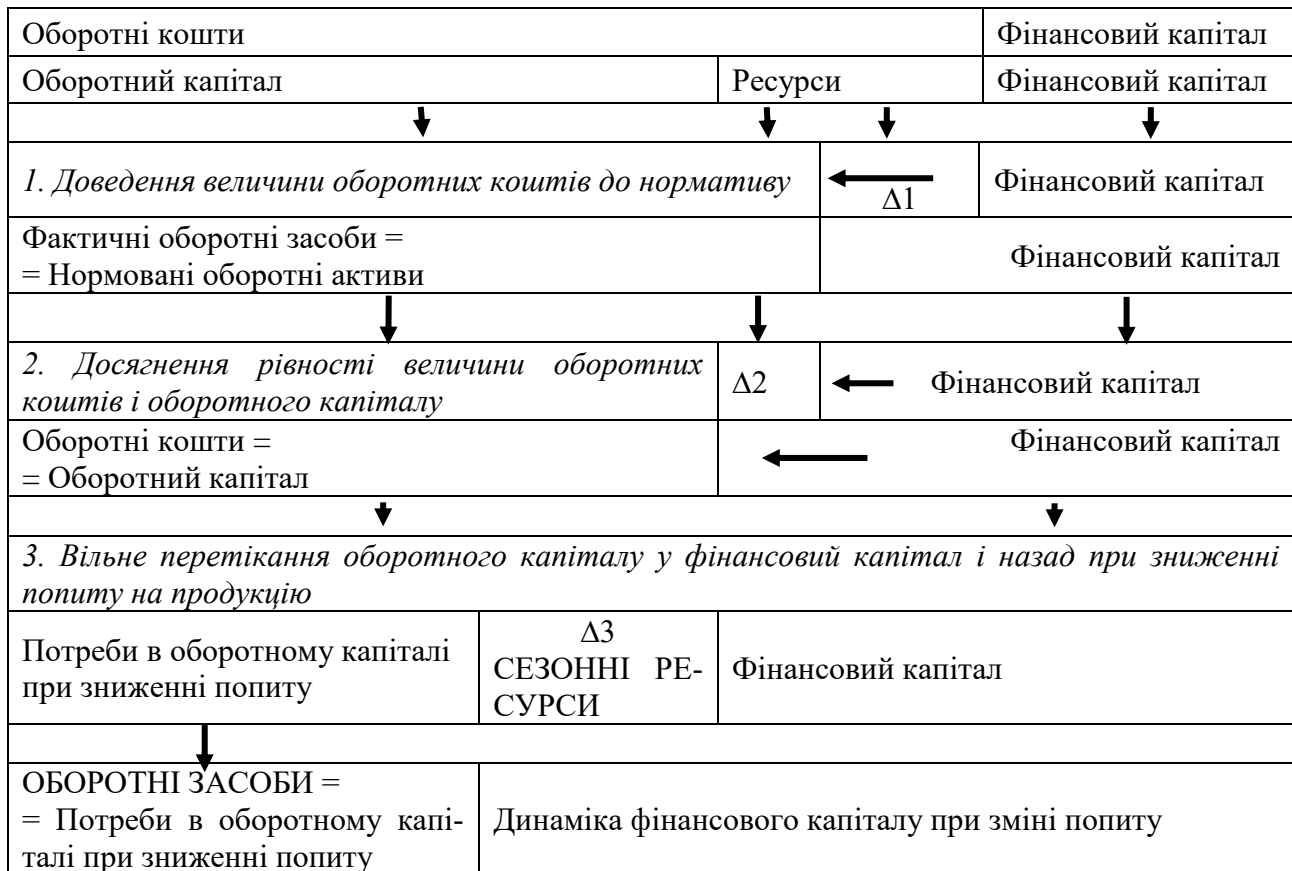 Оборотні кошти Фінансовий капітал
Оборотний капітал Ресурси Фінансовий капітал
1. Доведення величини оборотних коштів до нормативу ∆1 Фінансовий капітал
Фактичні оборотні засоби =
= Нормовані оборотні активи
Фінансовий капітал
2. Досягнення рівності величини оборотних
коштів і оборотного капіталу
∆2 Фінансовий капітал
Оборотні кошти =
= Оборотний капітал
Фінансовий капітал
3. Вільне перетікання оборотного капіталу у фінансовий капітал і назад при зниженні
попиту на продукцію
Потреби в оборотному капіталі
при зниженні попиту
∆3
СЕЗОННІ РЕ-
СУРСИ
Фінансовий капітал
ОБОРОТНІ ЗАСОБИ =
= Потреби в оборотному капі-
талі при зниженні попиту
Динаміка фінансового капіталу при зміні попиту